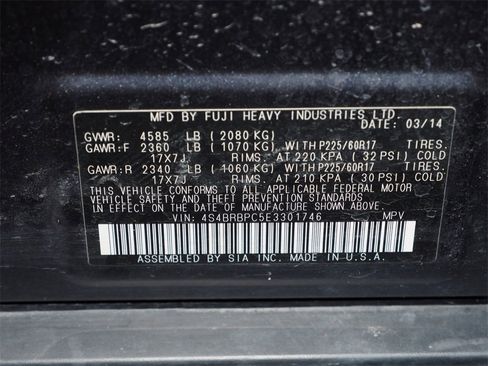 MFD BY FUJI HEAVY INDUSTRIES LTD.
DATE: 03/14
GVWR: 4585 LB ( 2080 KG)
GAWR:F 2360 LB ( 1070 KG) WITH P225/60R17 TIRES.
17X7J RIMS. AT 220 KPA ( 32 PSI) COLD
GAWR:R 2340 LB ( 1060 KG) WITH P225/60R17 TIRES.
17X7J RIMS. AT 210 KPA ( 30 PSI) COLD
THIS VEHICLE CONFORMS TO ALL APPLICABLE FEDERAL MOTOR
VEHICLE SAFETY AND THEFT PREVENTION STANDARDS
IN EFFECT ON THE DATE OF MANUFACTURE SHOWN ABOVE.
VIN: 4S4BRBPC5E3301746 MPV
ASSEMBLED BY SIA INC. MADE IN U.S.A.